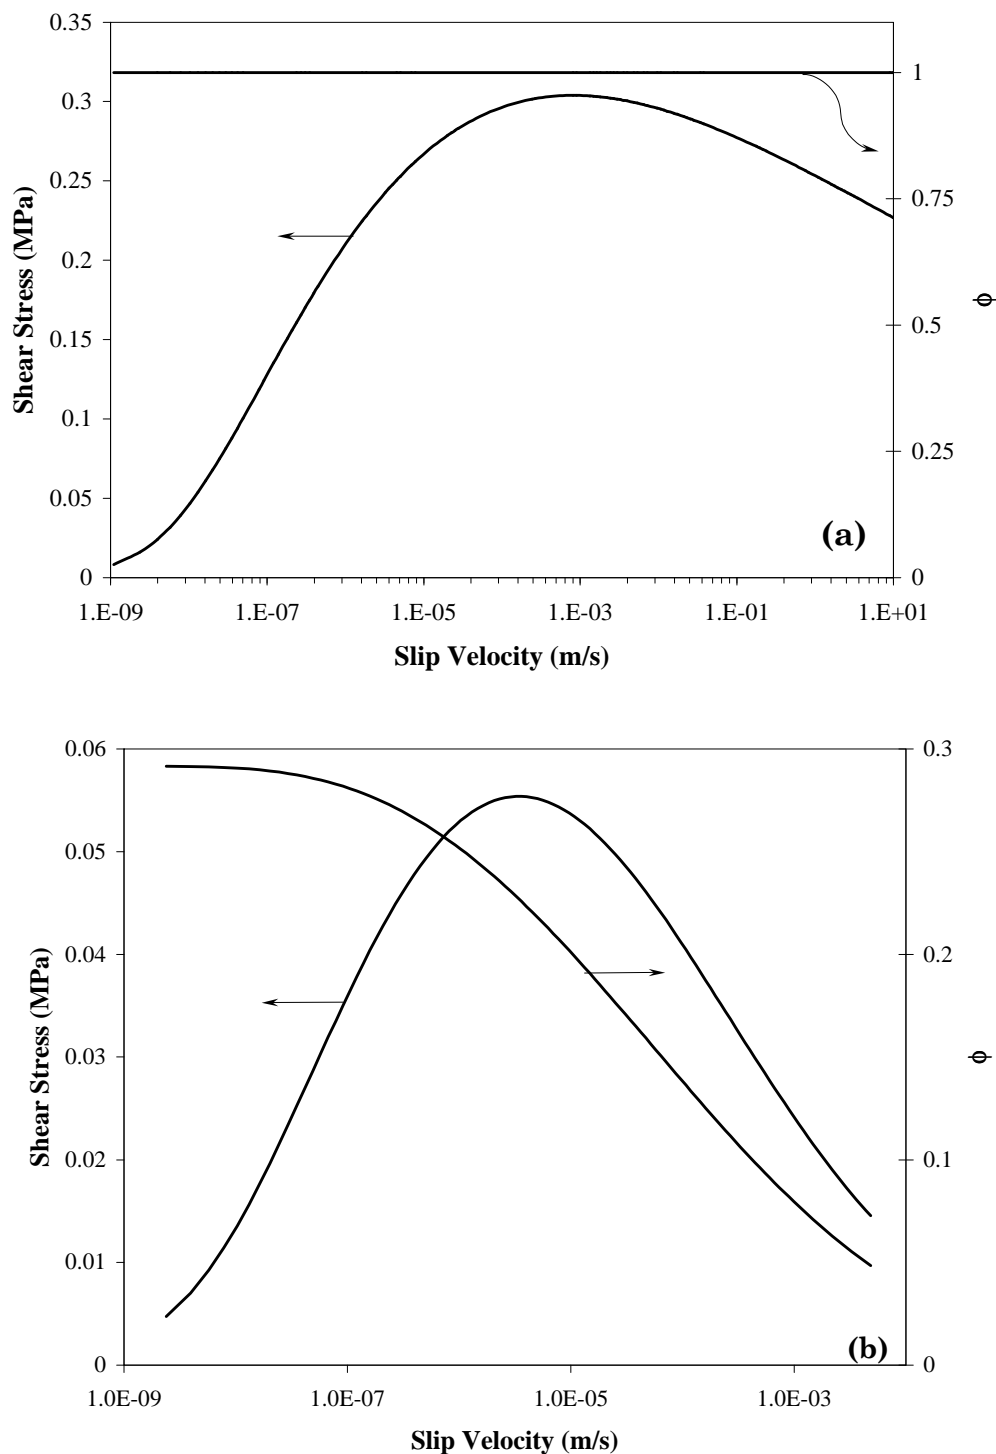 0.35
0.3
0.25
0.2
0.15
0.1
0.05
0
Shear Stress (MPa)
1
0.75
0.5
0.25
0
ϕ
(a)
1.E-09 1.E-07 1.E-05 1.E-03 1.E-01 1.E+01
Slip Velocity (m/s)
0.06
0.05
0.04
0.03
0.02
0.01
0
Shear Stress (MPa)
0.3
0.2
0.1
0
ϕ
(b)
1.0E-09 1.0E-07 1.0E-05 1.0E-03
Slip Velocity (m/s)